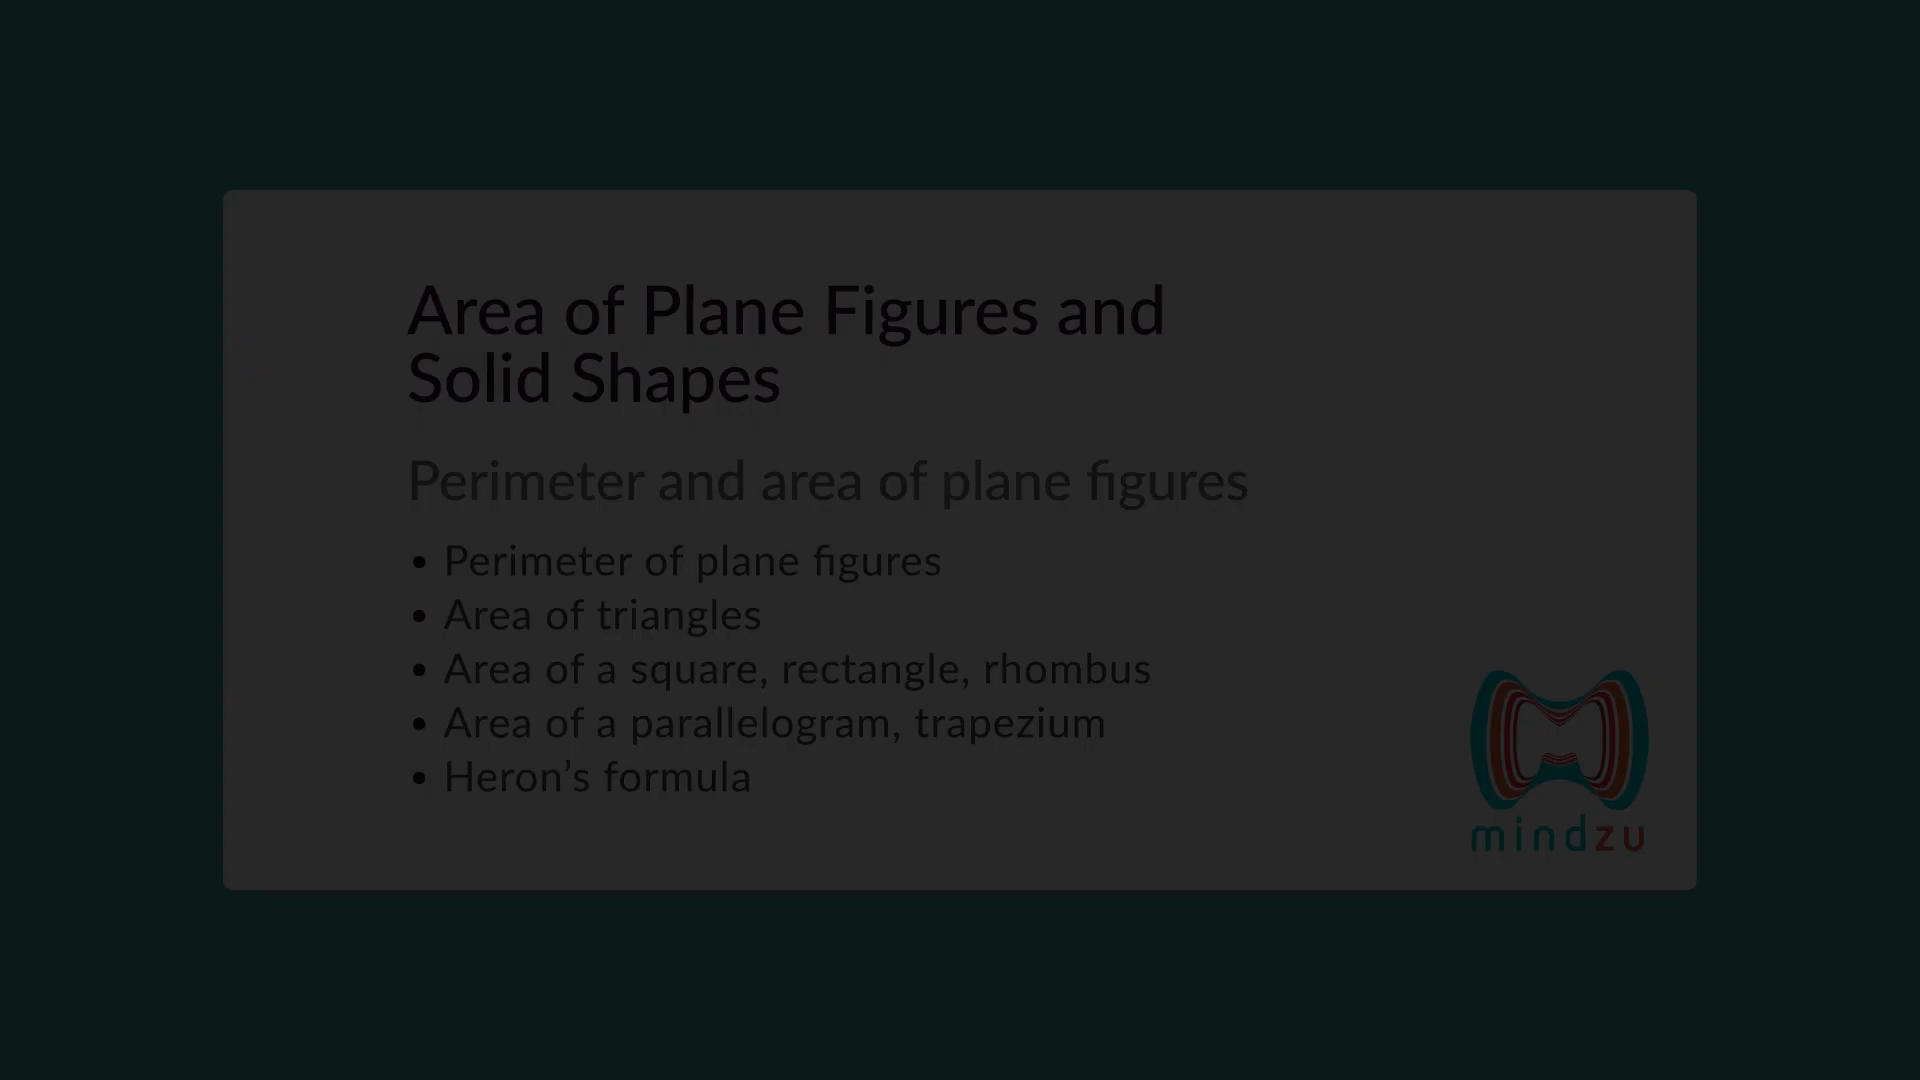 Area of Plane Figures and
Solid Shapes
Perimeter and area of plane figures
• Perimeter of plane figures
• Area of triangles
• Area of a square, rectangle, rhombus
• Area of a parallelogram, trapezium
• Heron’s formula
mindzu